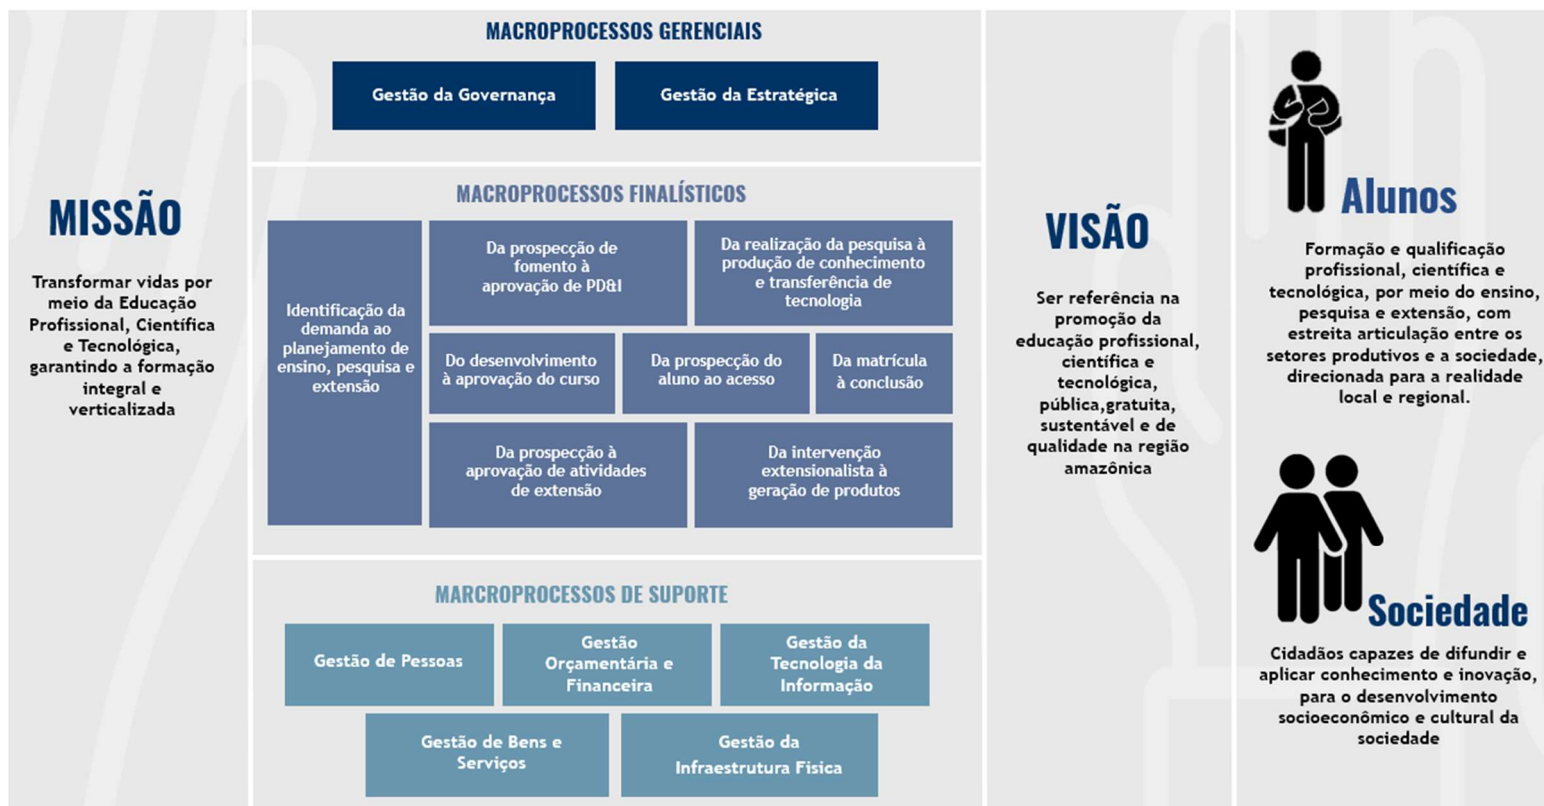 MISSÃO
Transformar vidas por
meio da Educação
Profissional, Científica
e Tecnológica,
garantindo a formação
integral e
verticalizada
MACROPROCESSOS GERENCIAIS
Gestão da Governança
Gestão da Estratégica
MACROPROCESSOS FINALÍSTICOS
Identificação da
demanda ao
planejamento de
ensino, pesquisa e
extensão
Da prospecção de
fomento à
aprovação de PD&I
Da realização da pesquisa à
produção de conhecimento
e transferência de
tecnologia
Do desenvolvimento
à aprovação do curso
Da prospecção do
aluno ao acesso
Da matrícula
à conclusão
Da prospecção à
aprovação de atividades
de extensão
Da intervenção
extensionalista à
geração de produtos
MARCROPROCESSOS DE SUPORTE
Gestão de Pessoas
Gestão
Orçamentária e
Financeira
Gestão da
Tecnologia da
Informação
Gestão de Bens e
Serviços
Gestão da
Infraestrutura Fisica
VISÃO
Ser referência na
promoção da
educação profissional,
científica e
tecnológica,
pública,gratuita,
sustentável e de
qualidade na região
amazônica
Alunos
Formação e qualificação
profissional, científica e
tecnológica, por meio do ensino,
pesquisa e extensão, com
estreita articulação entre os
setores produtivos e a sociedade,
direcionada para a realidade
local e regional.
Sociedade
Cidadãos capazes de difundir e
aplicar conhecimento e inovação,
para o desenvolvimento
socioeconômico e cultural da
sociedade